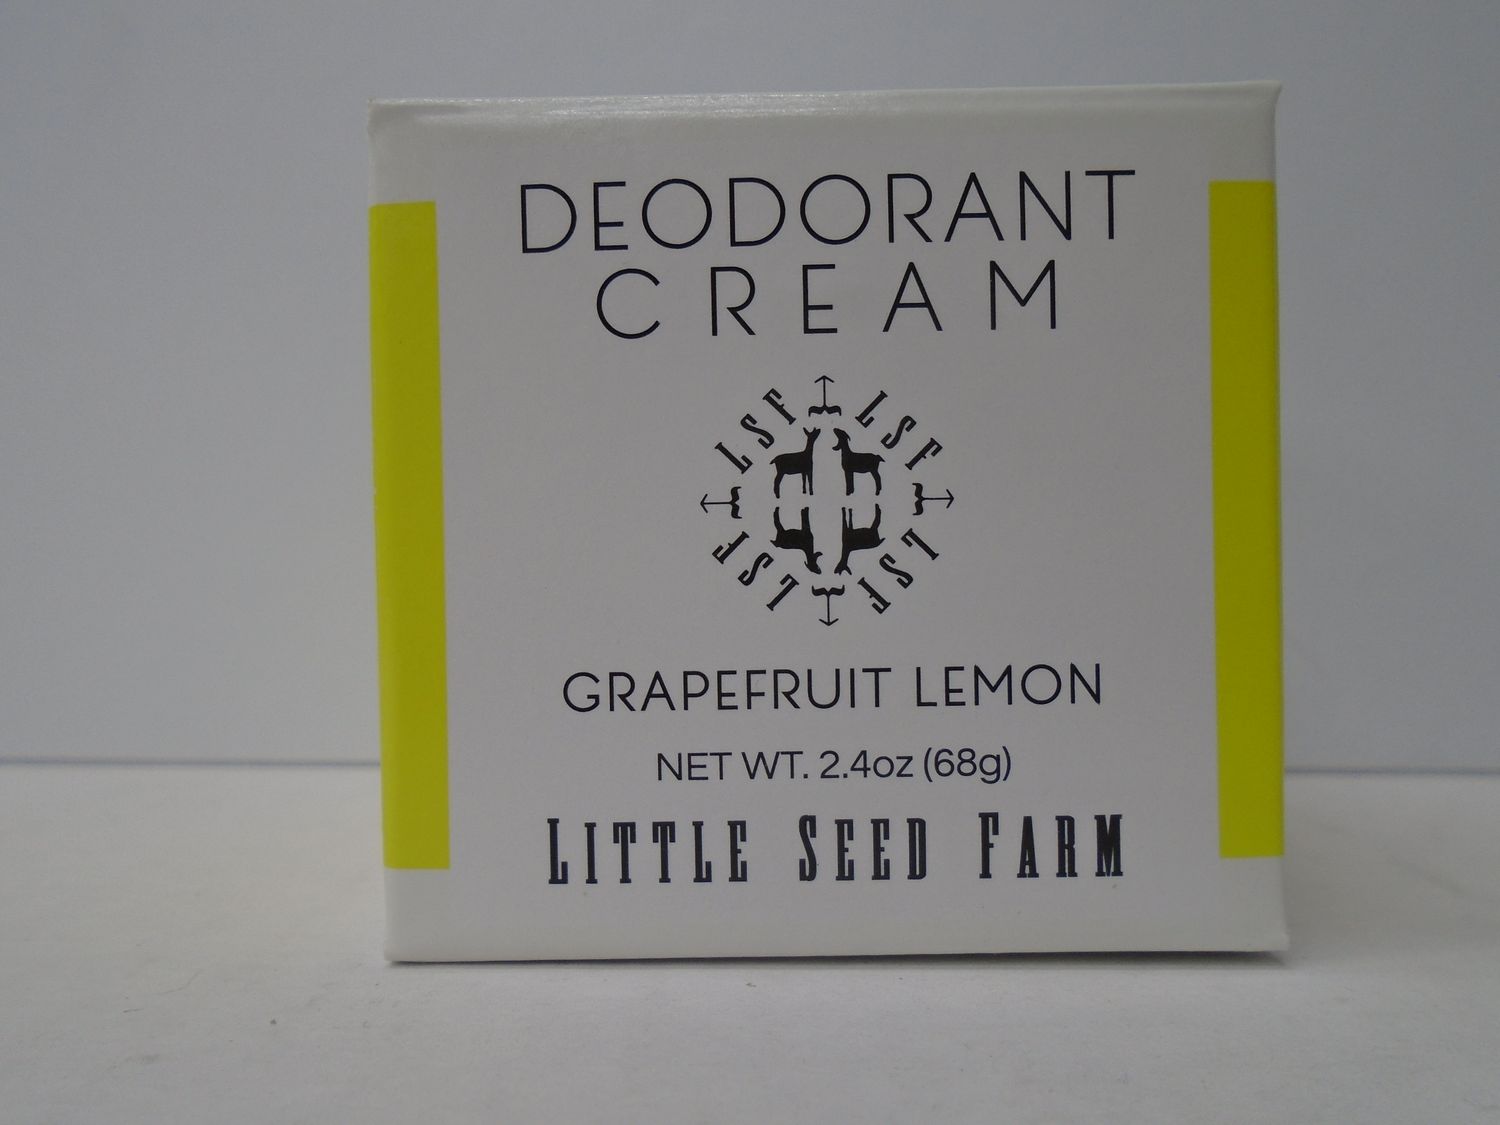 DEODORANT
CREAM
LSF LSF
LSF LSF
GRAPEFRUIT LEMON
NET WT. 2.4oz (68g)
LITTLE SEED FARM